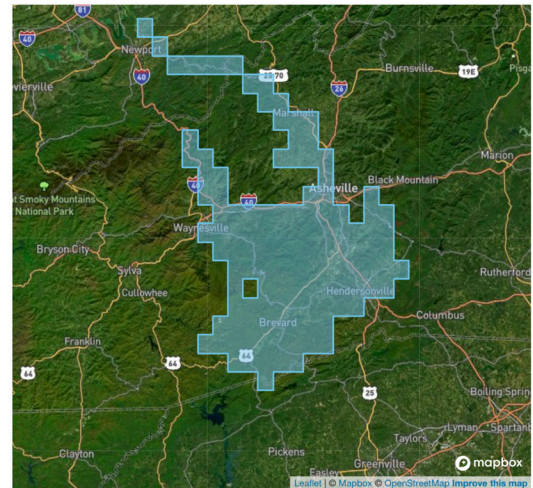 81
40
Newport
40
25 70
Burnsville
19E
Pisga
vierville
26
Marshall
Marion
Asheville
Black Mountain
40
40
at Smoky Mountains
National Park
Waynesville
Bryson City
Sylva
Rutherford
Cullowhee
Hendersonville
Columbus
Brevard
Franklin
64
64
64
25
Boiling Spring
Lyman
Spartanb
Taylors
Clayton
Pickens
Greenville
Easley
mapbox
Leaflet | © Mapbox © OpenStreetMap Improve this map